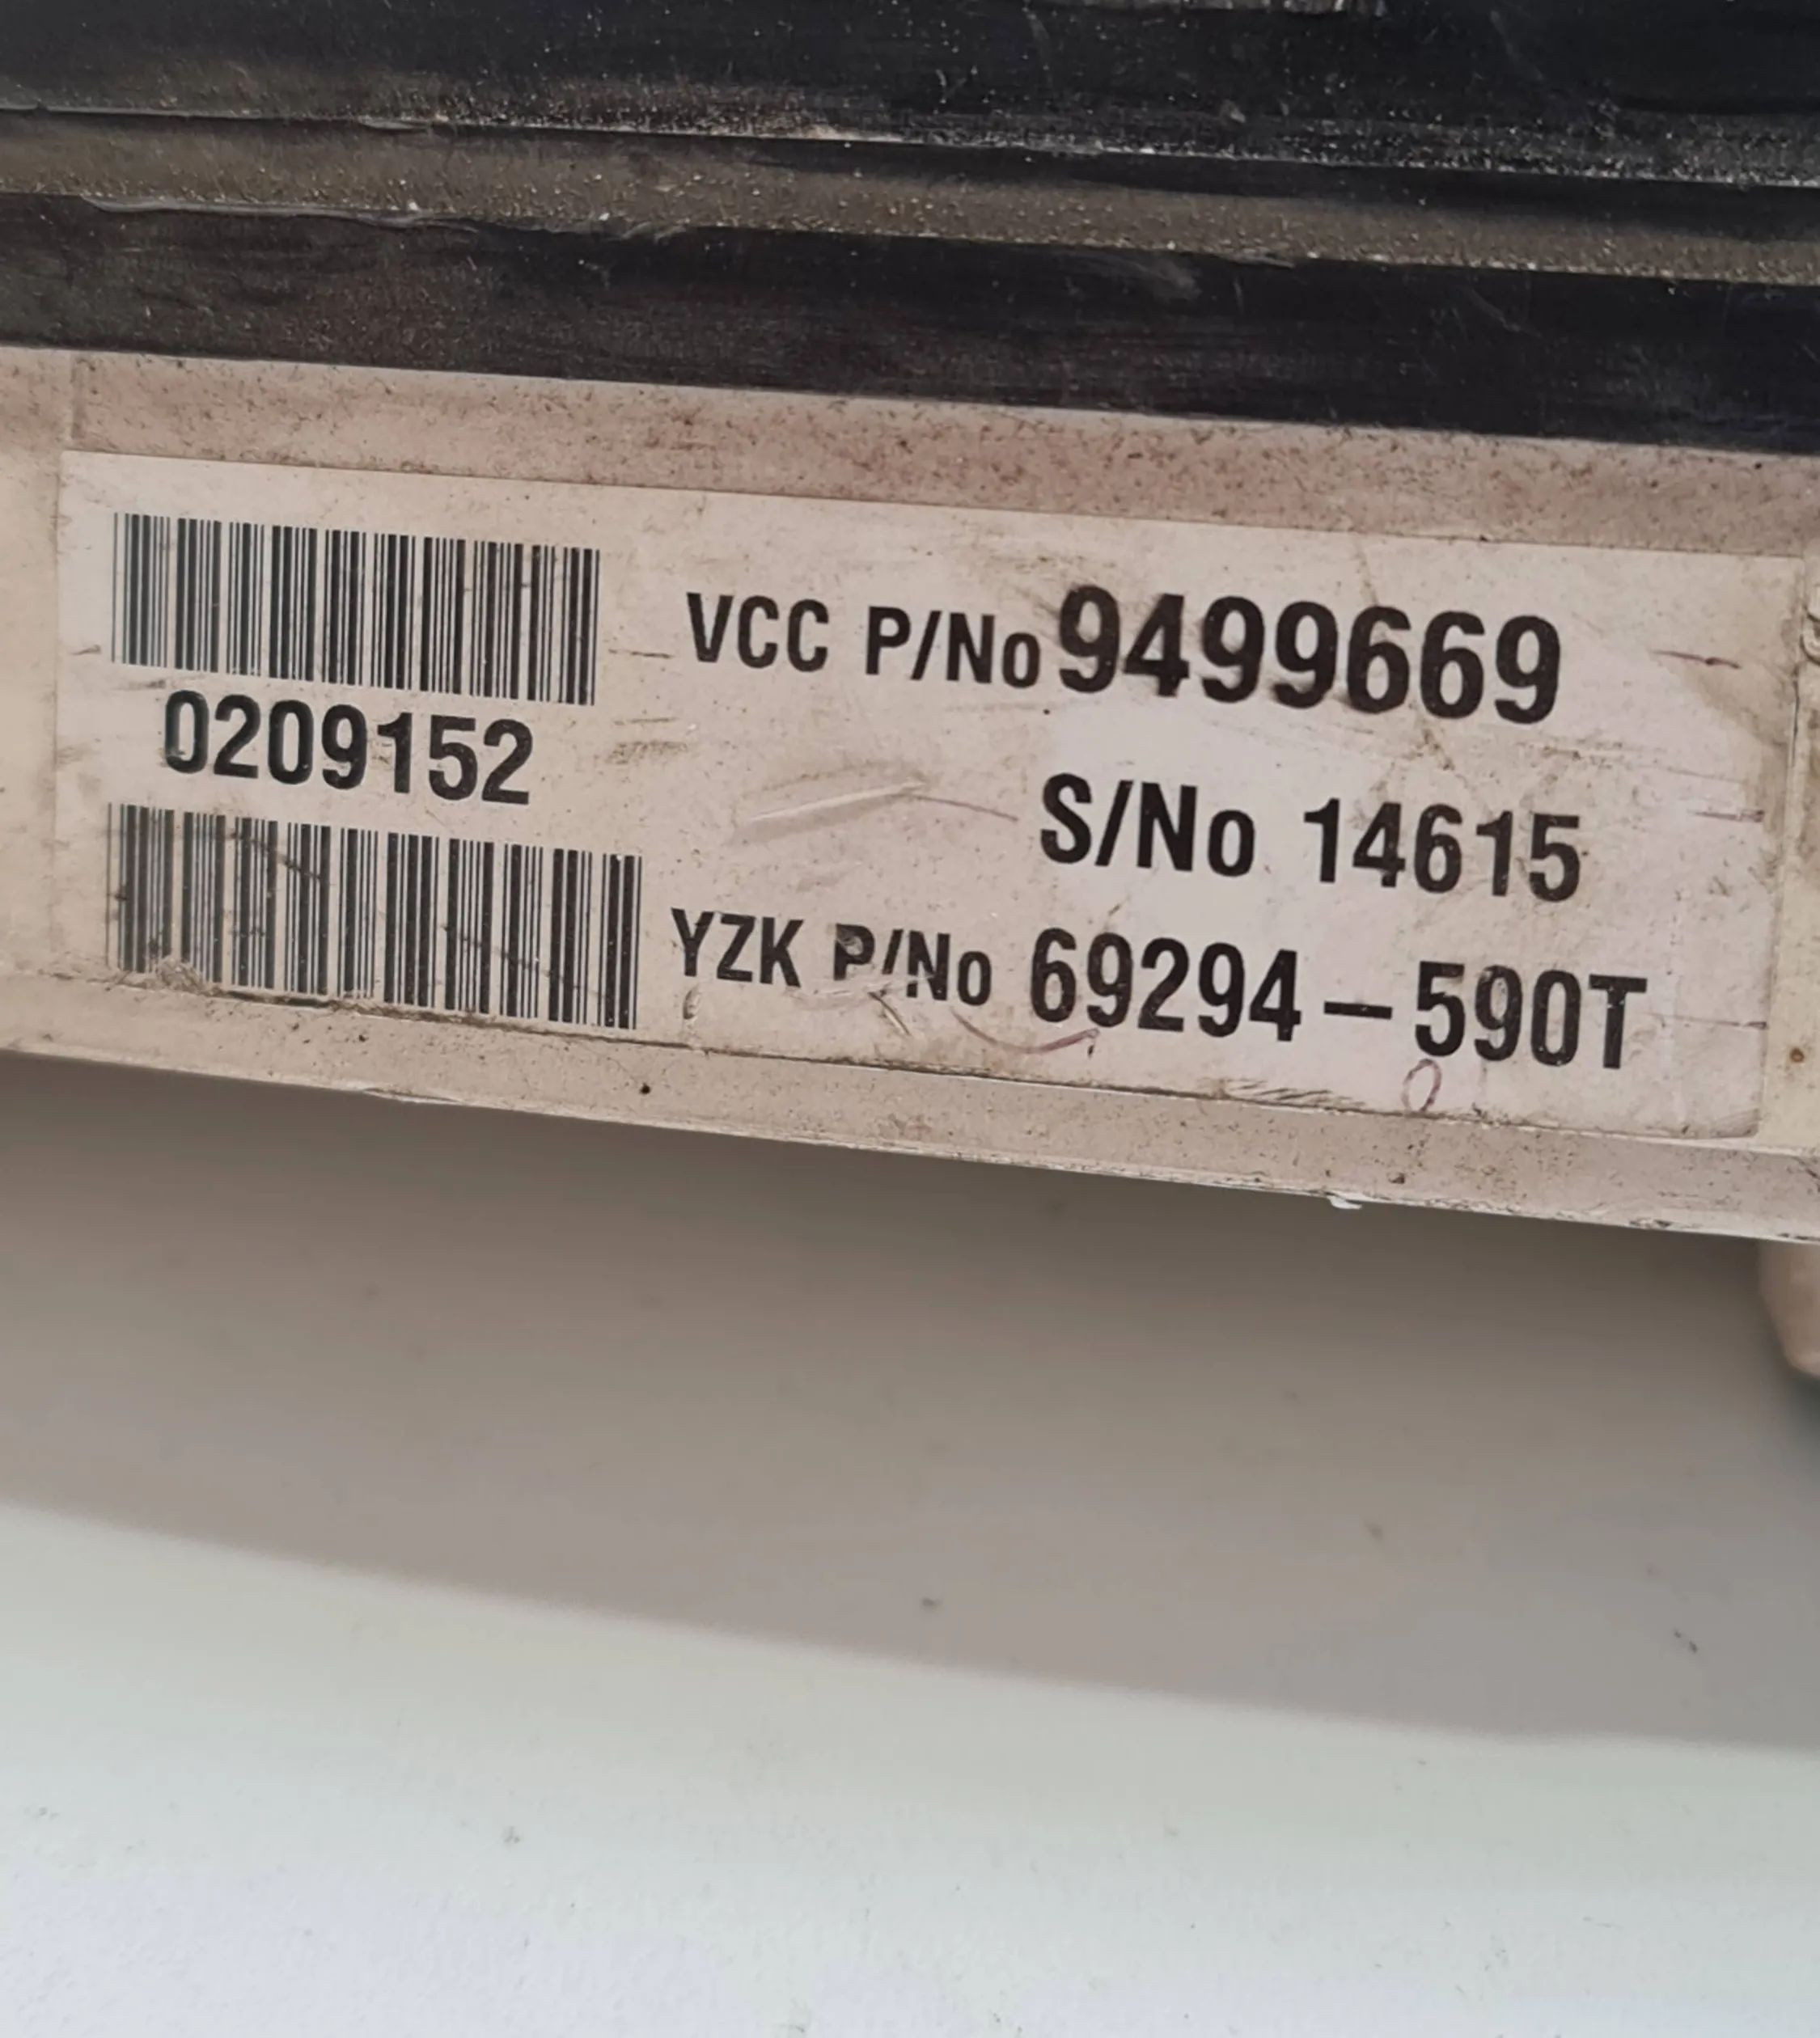 VCC P/No 9499669
0209152
S/No 14615
YZK P/No 69294-590T